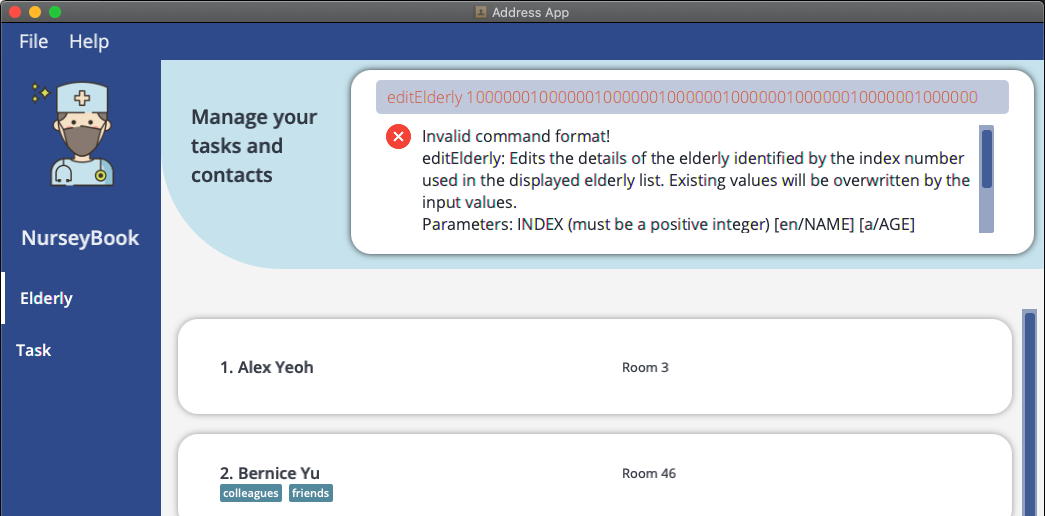 Address App
File Help
editElderly 10000001000000100000010000001000000100000010000001000000
Manage your
tasks and
contacts
Invalid command format!
editElderly: Edits the details of the elderly identified by the index number
used in the displayed elderly list. Existing values will be overwritten by the
input values.
Parameters: INDEX (must be a positive integer) [en/NAME] [a/AGE]
NurseyBook
Elderly
Task
1. Alex Yeoh Room 3
2. Bernice Yu Room 46
colleagues friends